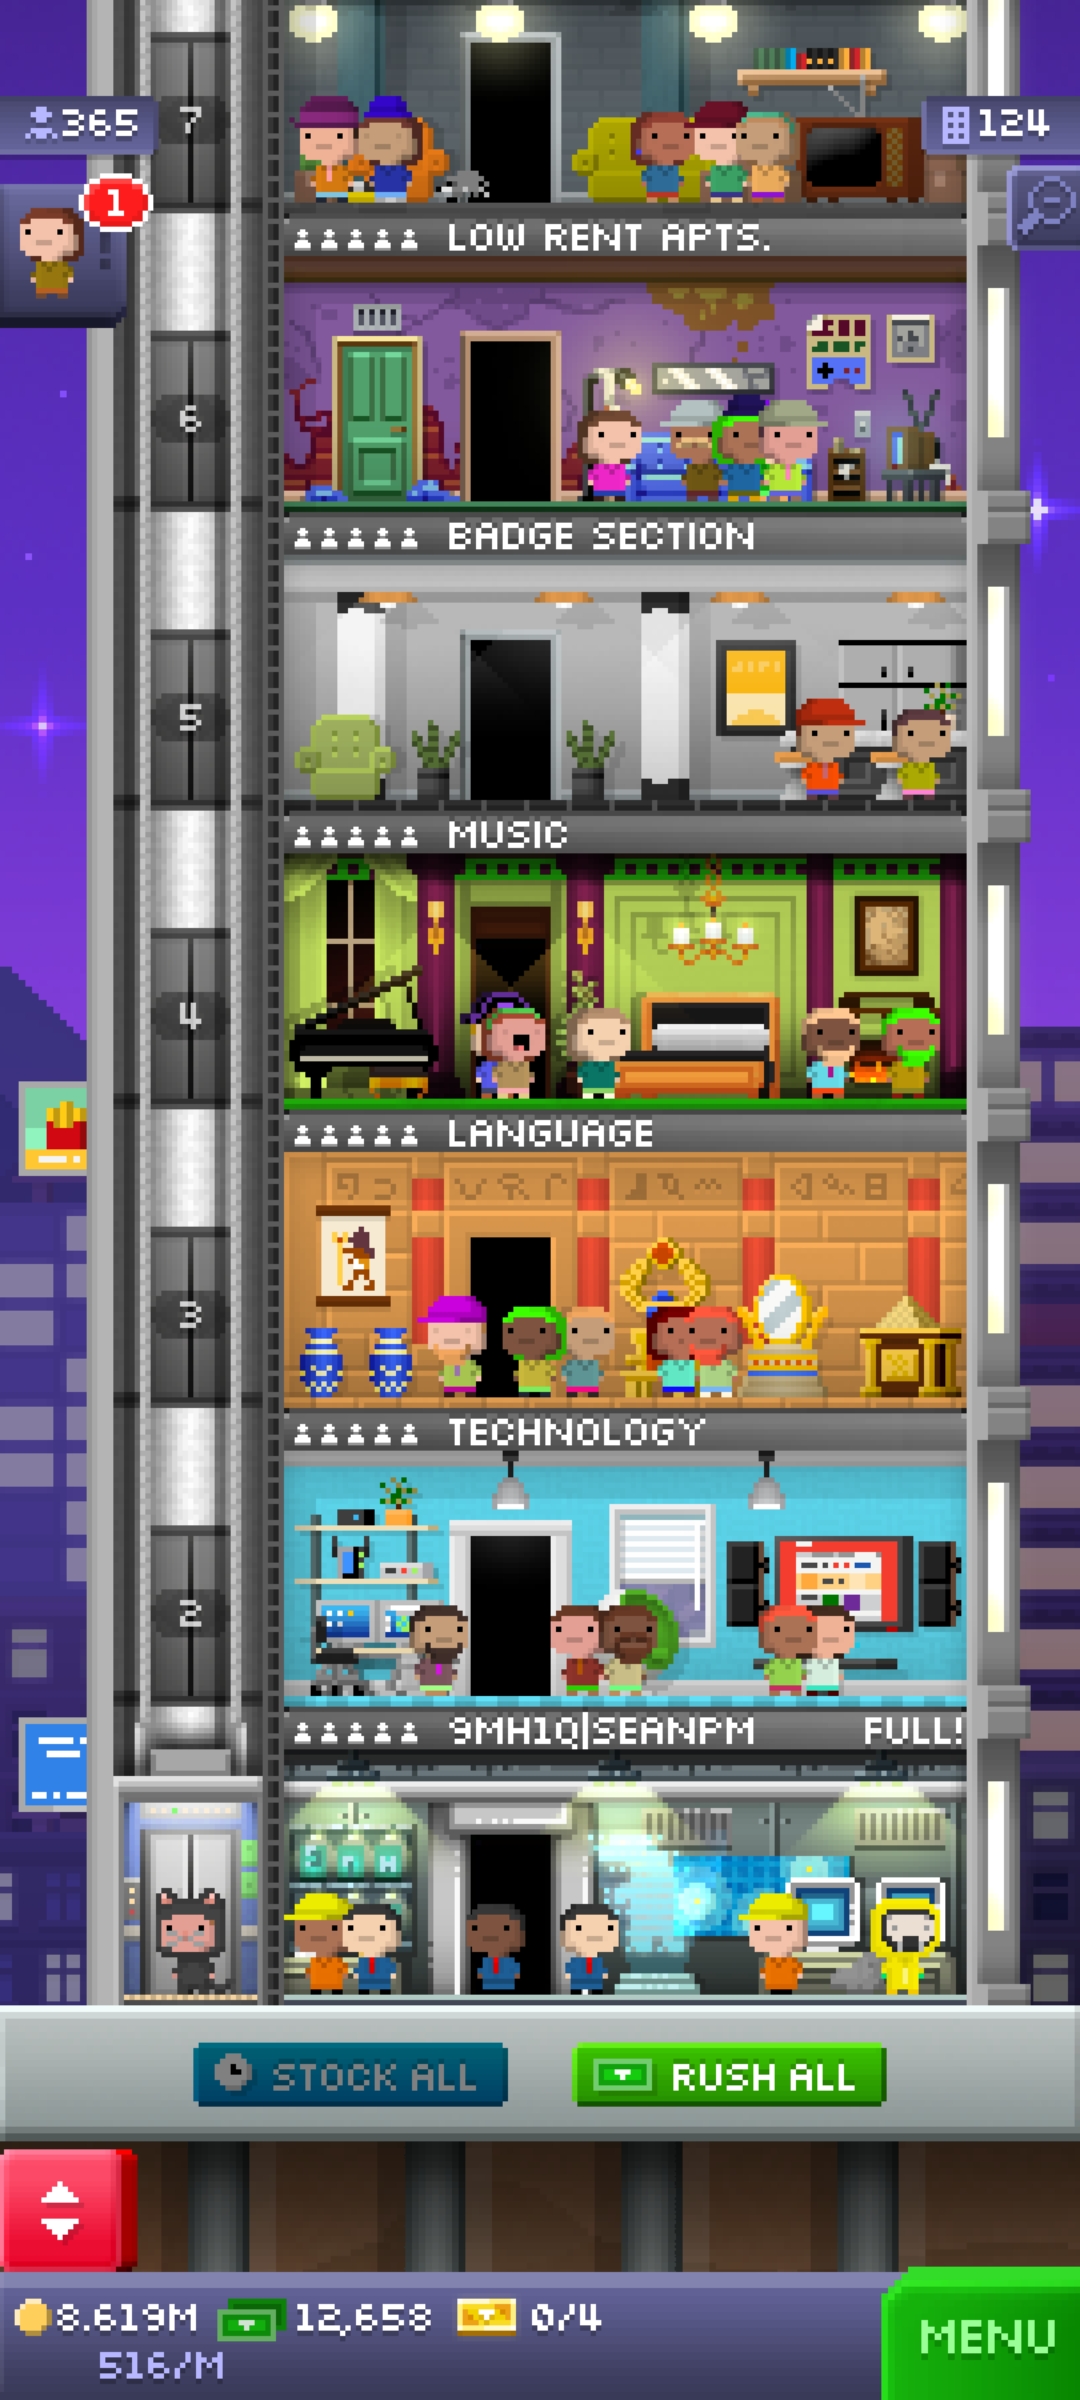 365
7
124
1
LOW RENT APTS.
6
BADGE SECTION
5
MUSIC
4
LANGUAGE
3
TECHNOLOGY
2
9MH1Q|SEANPM FULL!
STOCK ALL
RUSH ALL
8.619M 12,658 0/4
516/M
MENU